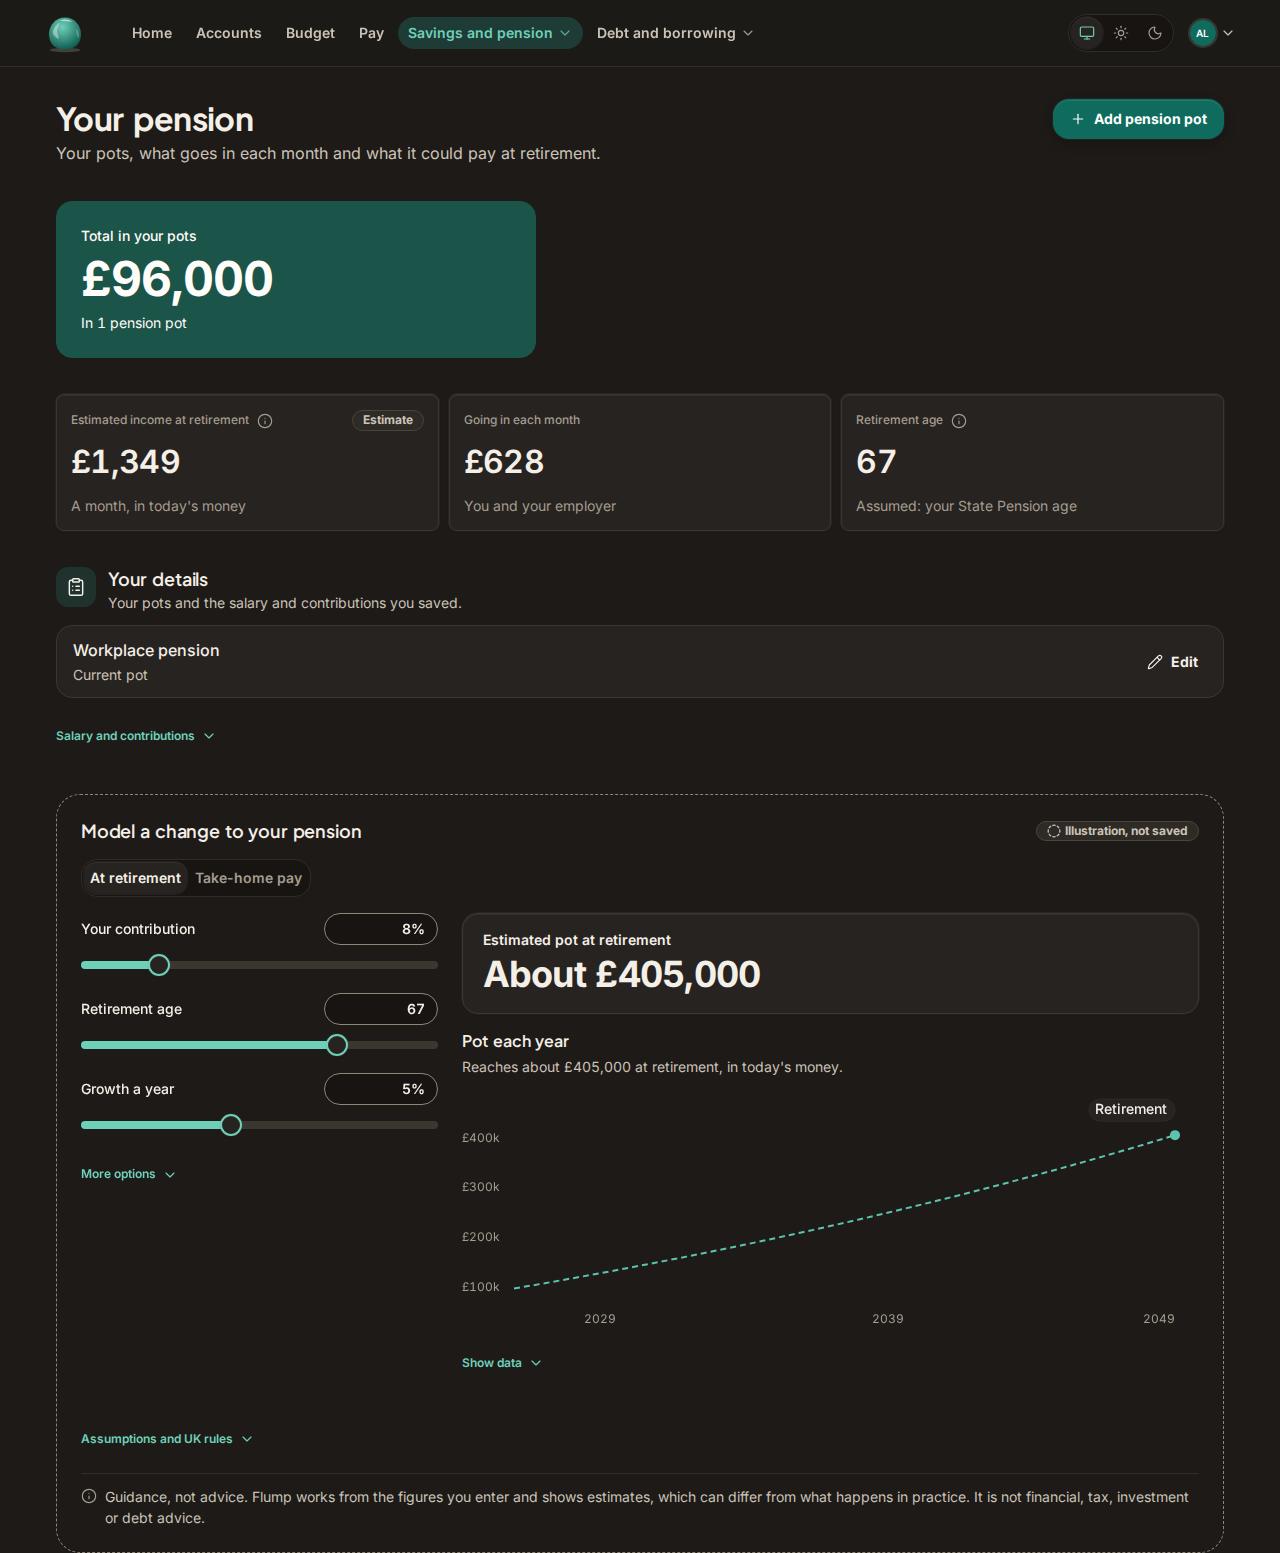 Home
Accounts
Budget
Pay
Savings and pension
Debt and borrowing
AL
Your pension
Add pension pot
Your pots, what goes in each month and what it could pay at retirement.
Total in your pots
£96,000
In 1 pension pot
Estimated income at retirement
Estimate
£1,349
A month, in today's money
Going in each month
£628
You and your employer
Retirement age
67
Assumed: your State Pension age
Your details
Your pots and the salary and contributions you saved.
Workplace pension
Current pot
Edit
Salary and contributions
Model a change to your pension
Illustration, not saved
At retirement
Take-home pay
Your contribution
8%
Retirement age
67
Growth a year
5%
More options
Estimated pot at retirement
About £405,000
Pot each year
Reaches about £405,000 at retirement, in today's money.
Retirement
£400k
£300k
£200k
£100k
2029
2039
2049
Show data
Assumptions and UK rules
Guidance, not advice. Flump works from the figures you enter and shows estimates, which can differ from what happens in practice. It is not financial, tax, investment
or debt advice.